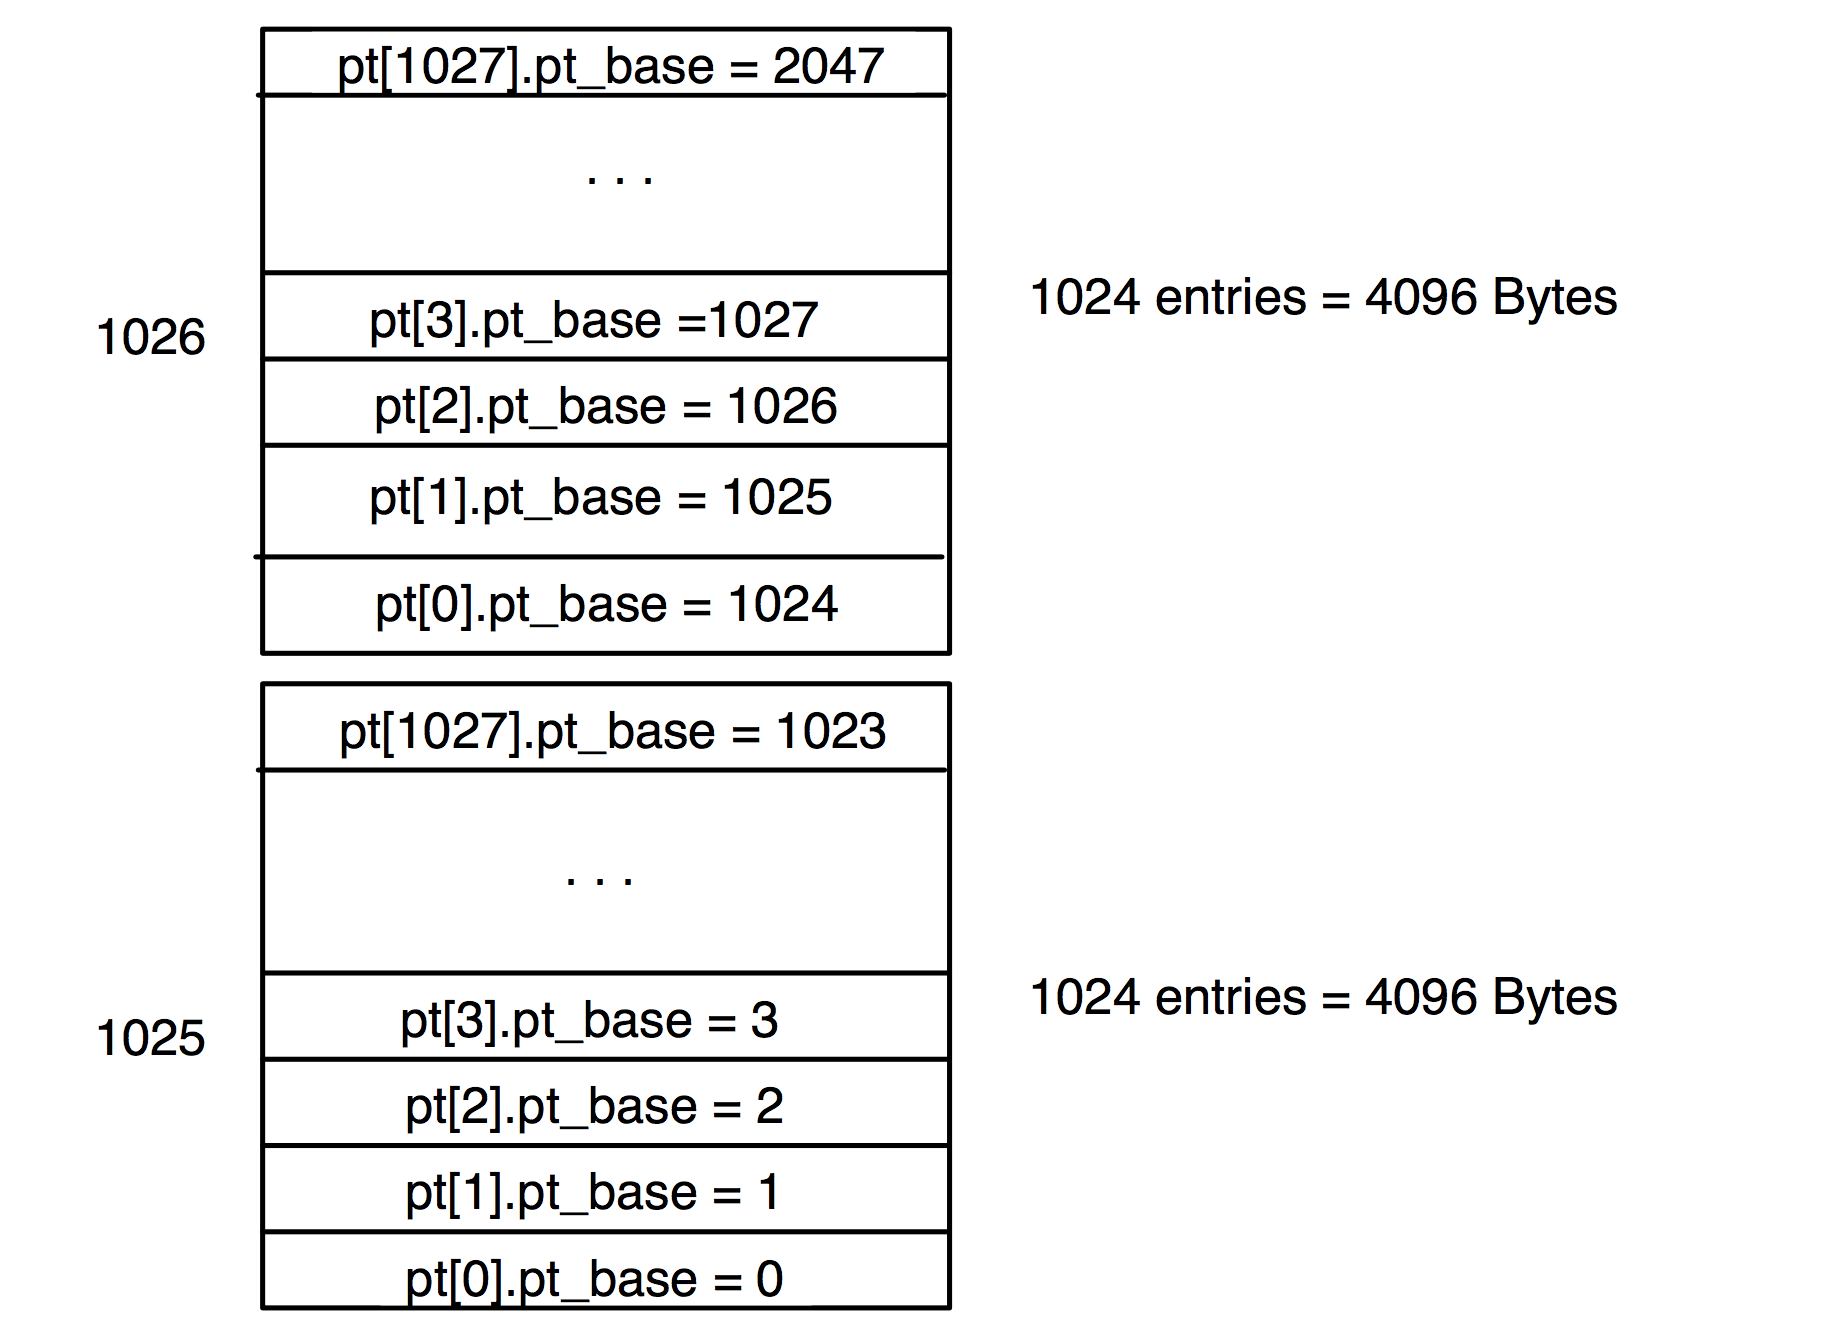 pt[1027].pt_base = 2047
. . .
1024 entries = 4096 Bytes
pt[3].pt_base =1027
1026
pt[2].pt_base = 1026
pt[1].pt_base = 1025
pt[0].pt_base = 1024
pt[1027].pt_base = 1023
. . .
1024 entries = 4096 Bytes
pt[3].pt_base = 3
1025
pt[2].pt_base = 2
pt[1].pt_base = 1
pt[0].pt_base = 0